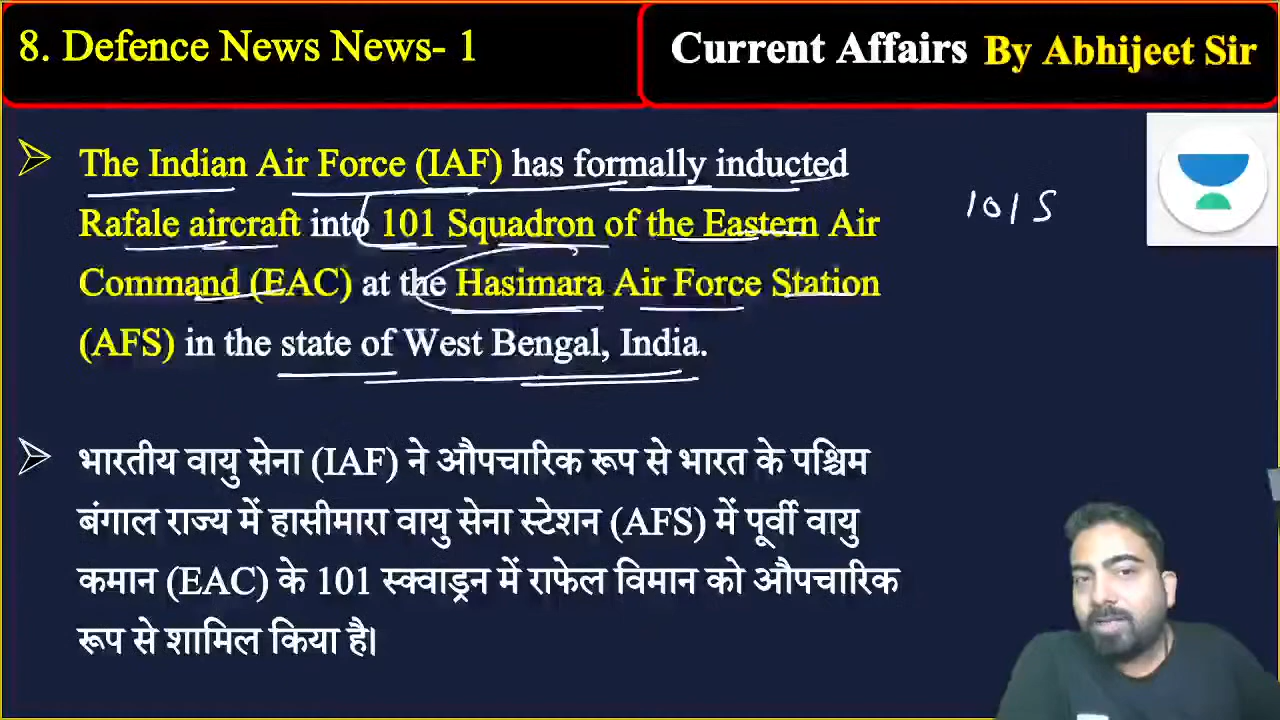 8. Defence News News- 1
Current Affairs By Abhijeet Sir
The Indian Air Force (IAF) has formally inducted
Rafale aircraft into 101 Squadron of the Eastern Air
Command (EAC) at the Hasimara Air Force Station
(AFS) in the state of West Bengal, India.
101 S
भारतीय वायु सेना (IAF) ने औपचारिक रूप से भारत के पश्चिम
बंगाल राज्य में हासीमारा वायु सेना स्टेशन (AFS) में पूर्वी वायु
कमान (EAC) के 101 स्क्वाड्रन में राफेल विमान को औपचारिक
रूप से शामिल किया है।